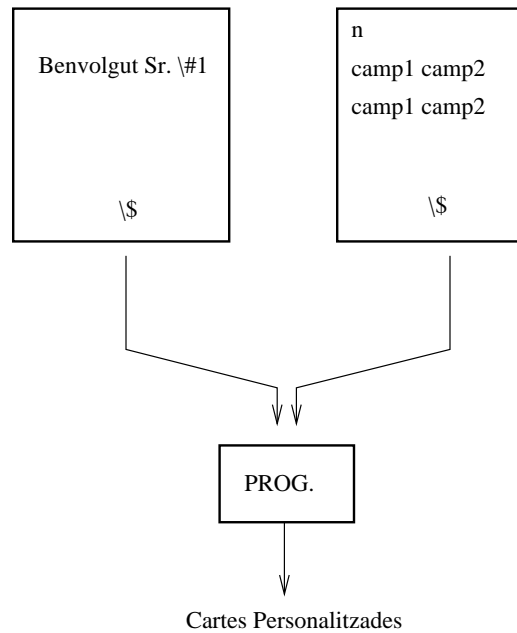 Benvolgut Sr. \#1
\$
n
camp1 camp2
camp1 camp2
\$
PROG.
Cartes Personalitzades